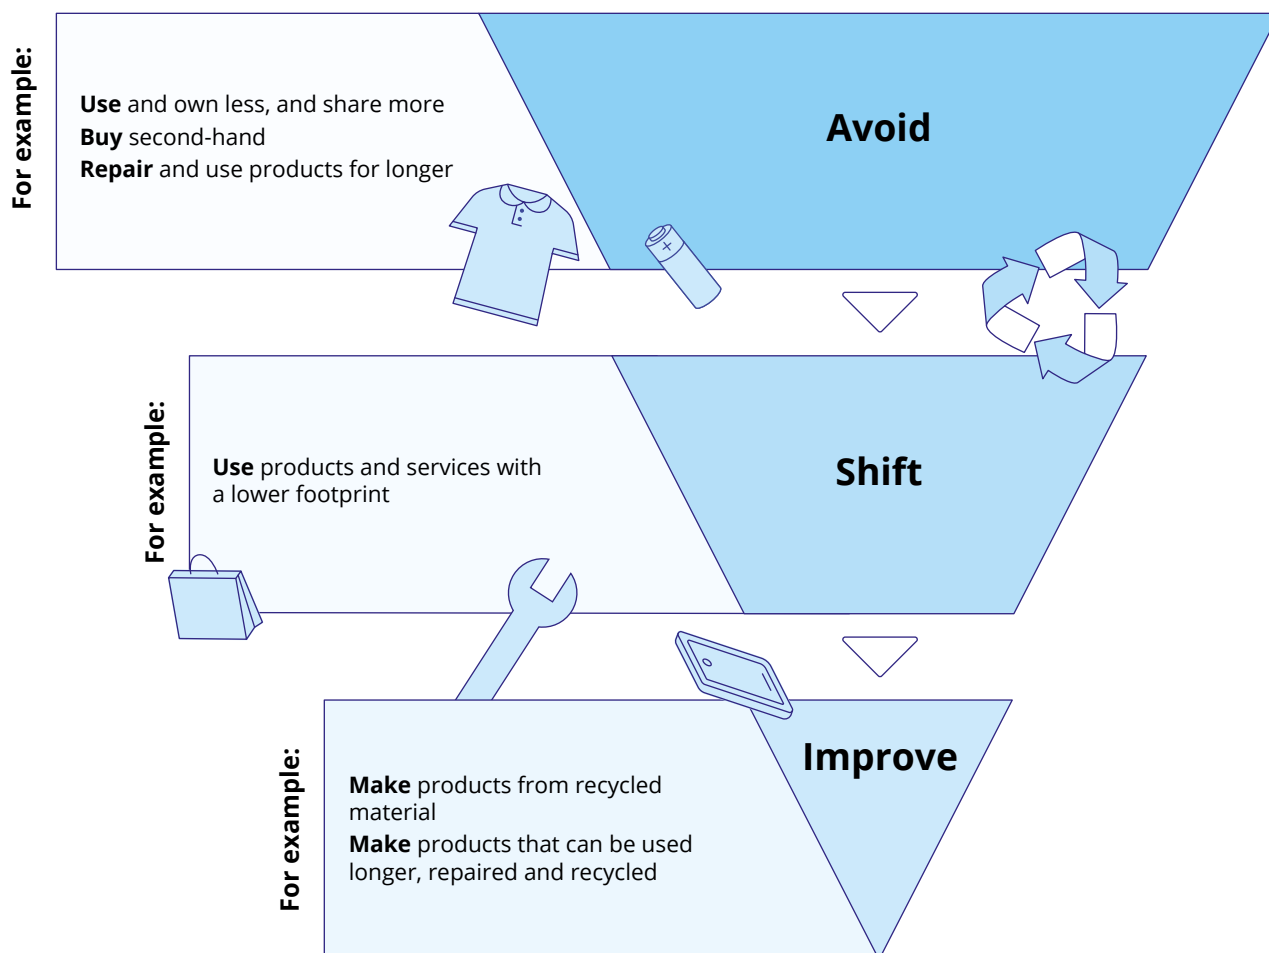 For example:
Use and own less, and share more
Buy second-hand
Repair and use products for longer
Avoid
For example:
Use products and services with
a lower footprint
Shift
For example:
Make products from recycled
material
Make products that can be used
longer, repaired and recycled
Improve